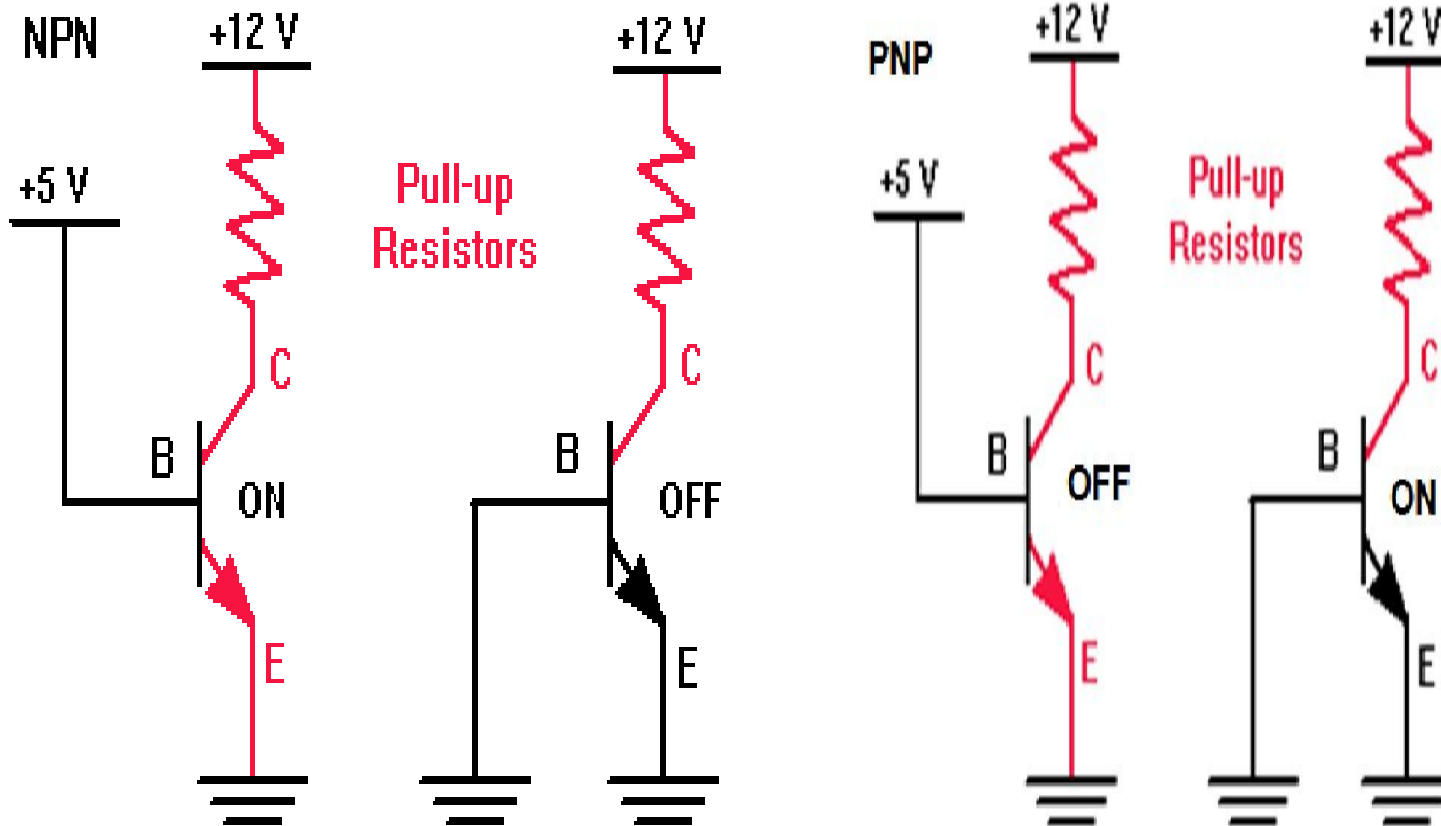 NPN
+12 V
+12 V
+5 V
Pull-up
Resistors
C
C
B
B
ON
OFF
E
E
PNP
+12 V
+12 V
+5 V
Pull-up
Resistors
C
C
B
B
OFF
ON
E
E